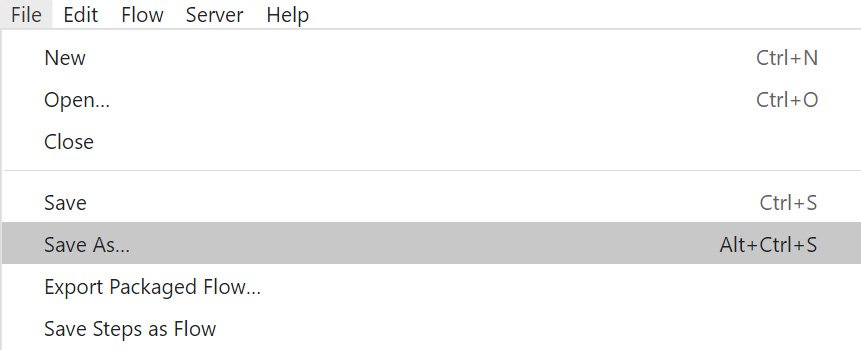 File Edit Flow Server Help
New Ctrl+N
Open... Ctrl+O
Close
Save Ctrl+S
Save As... Alt+Ctrl+S
Export Packaged Flow...
Save Steps as Flow